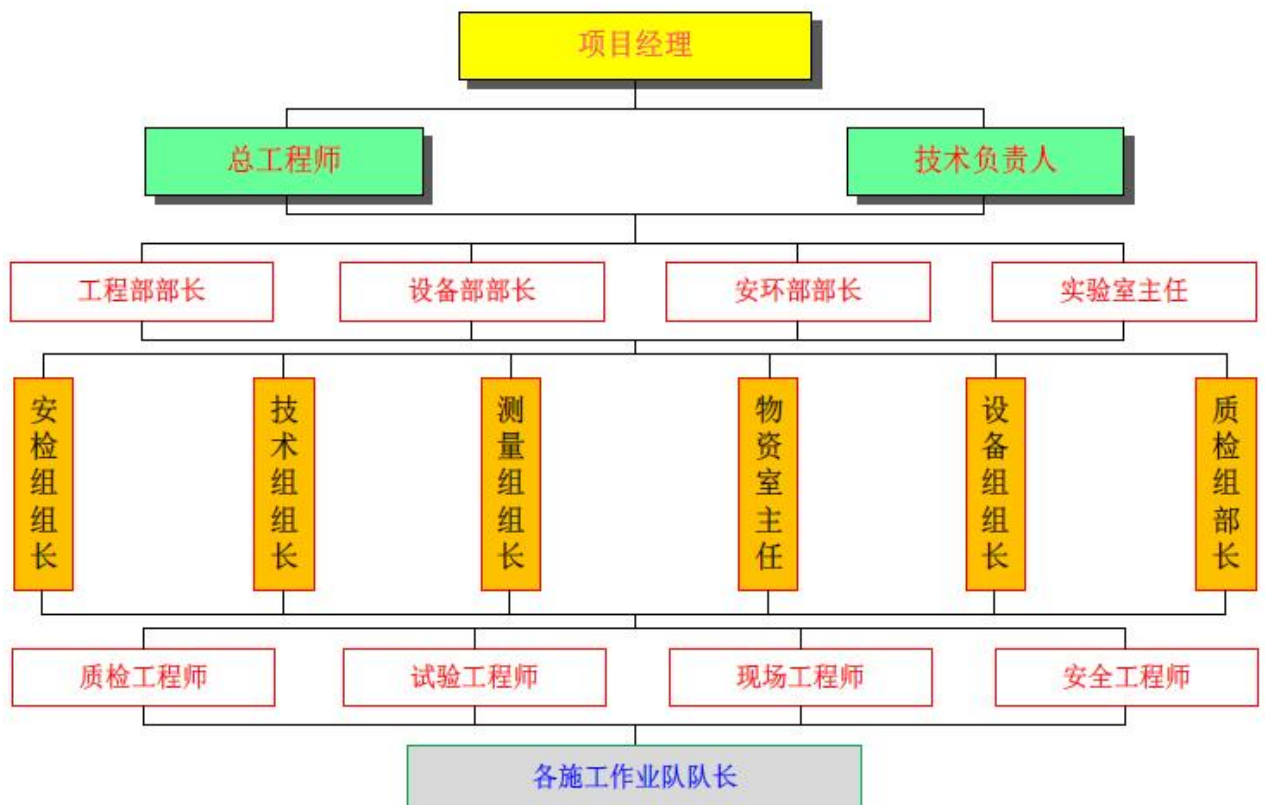 项目经理
总工程师
技术负责人
工程部部长
设备部部长
安环部部长
实验室主任
安检组组长
技术组组长
测量组组长
物资室主任
设备组组长
质检组部长
质检工程师
试验工程师
现场工程师
安全工程师
各施工作业队队长